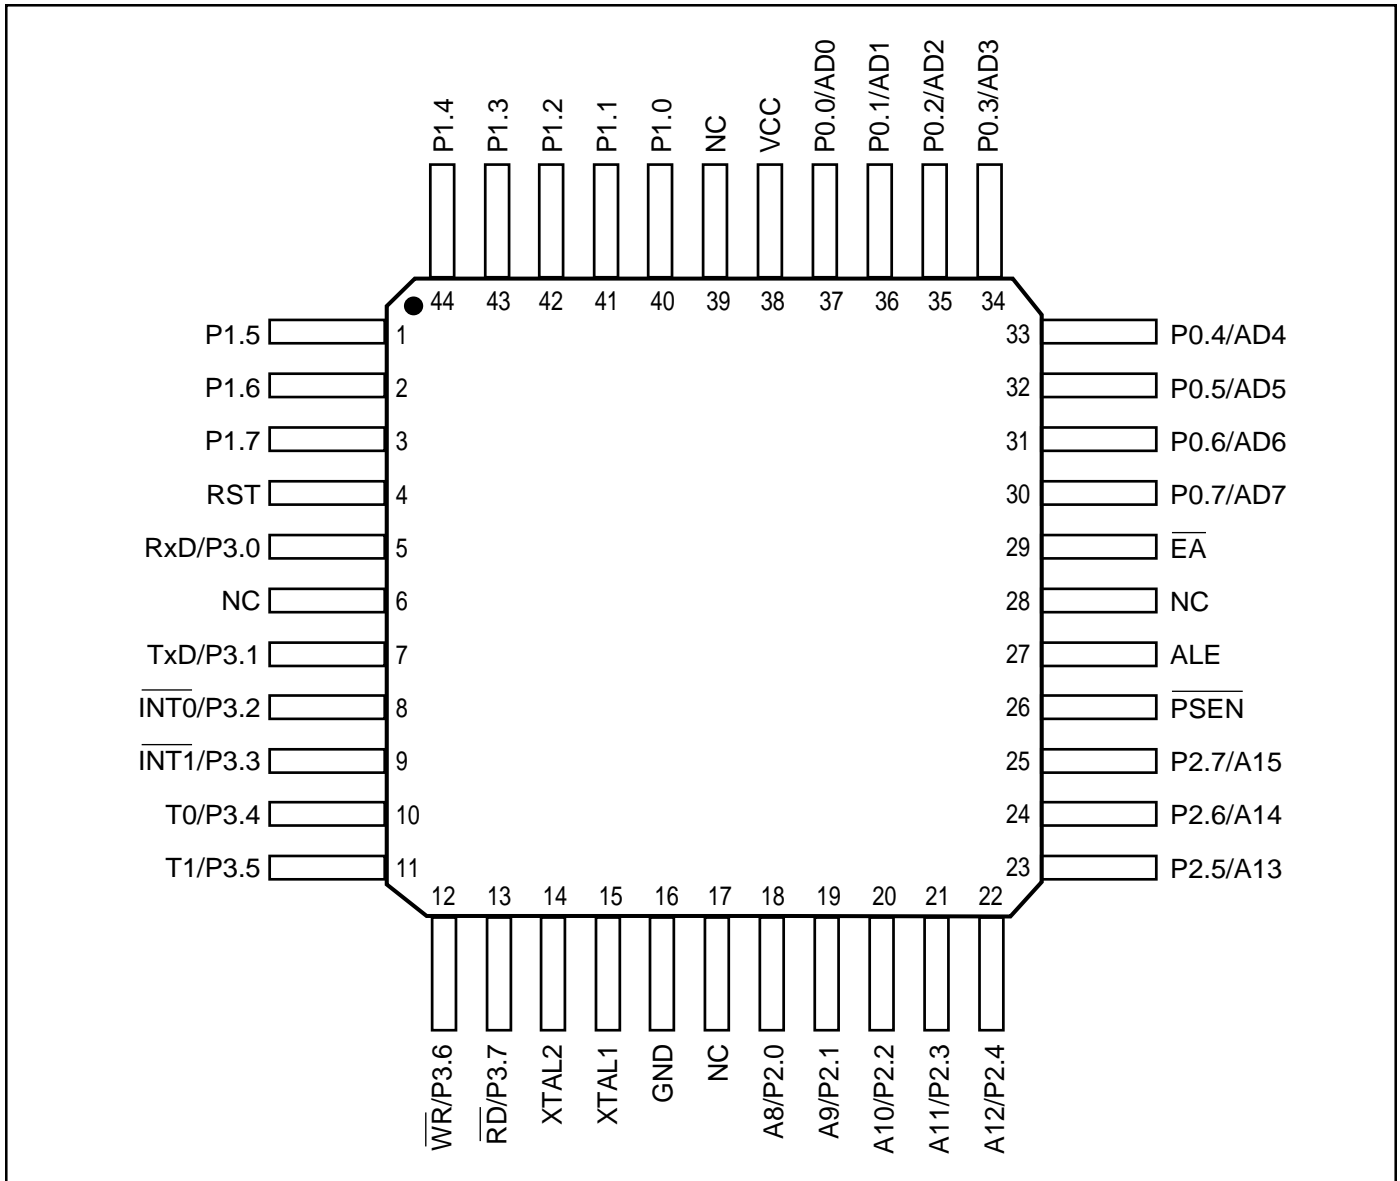 P1.4
P1.3
P1.2
P1.1
P1.0
NC
VCC
P0.0/AD0
P0.1/AD1
P0.2/AD2
P0.3/AD3
44 43 42 41 40 39 38 37 36 35 34
P1.5 1 33 P0.4/AD4
P1.6 2 32 P0.5/AD5
P1.7 3 31 P0.6/AD6
RST 4 30 P0.7/AD7
RxD/P3.0 5 29 E̅A̅
NC 6 28 NC
TxD/P3.1 7 27 ALE
I̅N̅T̅0̅/P3.2 8 26 P̅S̅E̅N̅
I̅N̅T̅1̅/P3.3 9 25 P2.7/A15
T0/P3.4 10 24 P2.6/A14
T1/P3.5 11 23 P2.5/A13
12 13 14 15 16 17 18 19 20 21 22
W̅R̅/P3.6
R̅D̅/P3.7
XTAL2
XTAL1
GND
NC
A8/P2.0
A9/P2.1
A10/P2.2
A11/P2.3
A12/P2.4